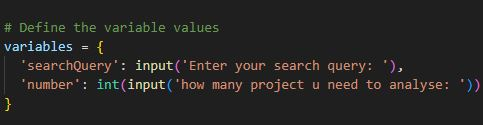 # Define the variable values
variables = {
  'searchQuery': input('Enter your search query: '),
  'number': int(input('how many project u need to analyse: '))
}